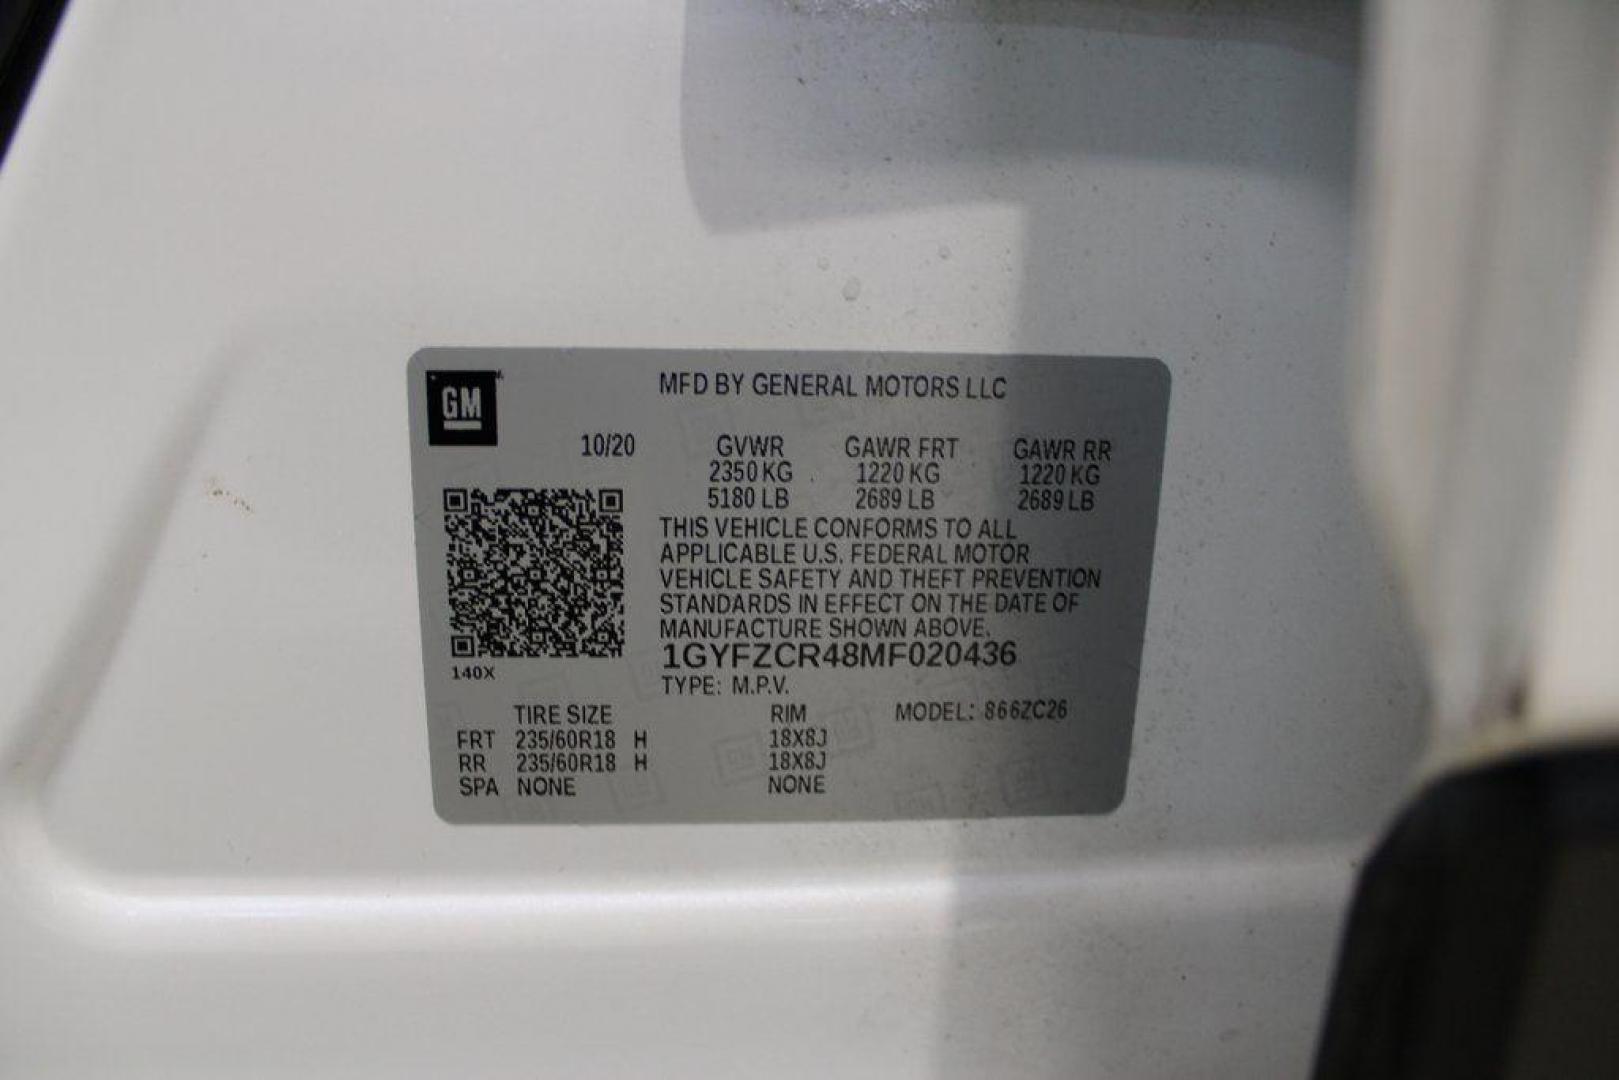 GM
MFD BY GENERAL MOTORS LLC
10/20 GVWR GAWR FRT GAWR RR
2350 KG 1220 KG 1220 KG
5180 LB 2689 LB 2689 LB
THIS VEHICLE CONFORMS TO ALL
APPLICABLE U.S. FEDERAL MOTOR
VEHICLE SAFETY AND THEFT PREVENTION
STANDARDS IN EFFECT ON THE DATE OF
MANUFACTURE SHOWN ABOVE.
1GYFZCR48MF020436
140X
TYPE: M.P.V.
TIRE SIZE RIM MODEL: 866ZC26
FRT 235/60R18 H 18X8J
RR 235/60R18 H 18X8J
SPA NONE NONE